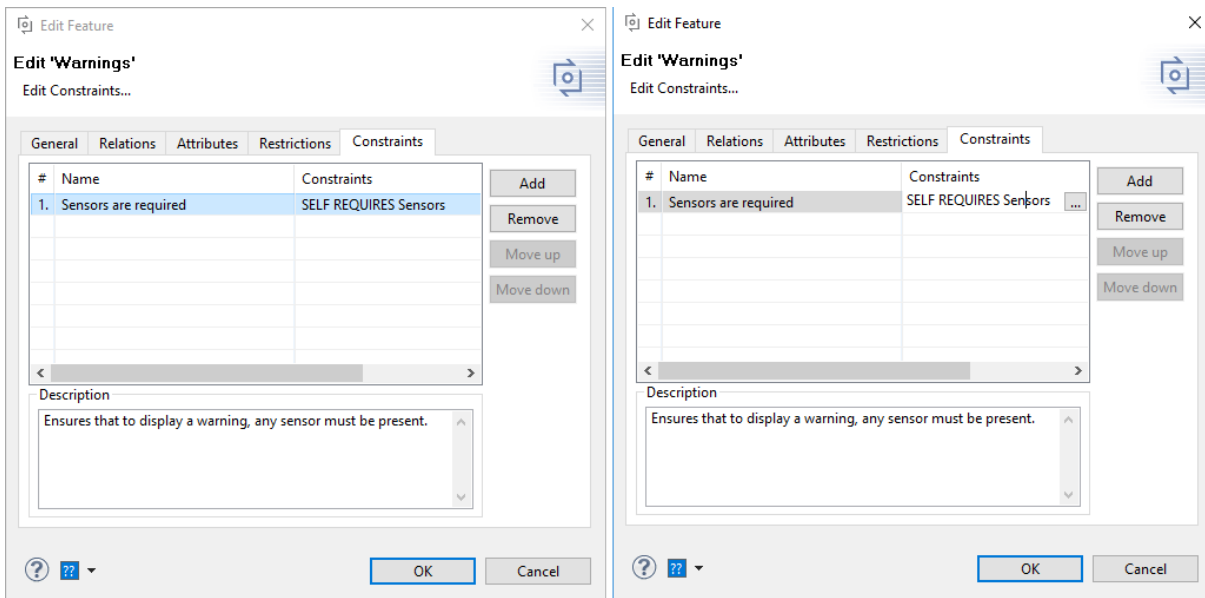 Edit Feature
Edit 'Warnings'
Edit Constraints...
General Relations Attributes Restrictions Constraints
# Name Constraints
1. Sensors are required SELF REQUIRES Sensors
Add
Remove
Move up
Move down
Description
Ensures that to display a warning, any sensor must be present.
? ?? OK Cancel
Edit Feature
Edit 'Warnings'
Edit Constraints...
General Relations Attributes Restrictions Constraints
# Name Constraints
1. Sensors are required SELF REQUIRES Sensors ...
Add
Remove
Move up
Move down
Description
Ensures that to display a warning, any sensor must be present.
? ?? OK Cancel